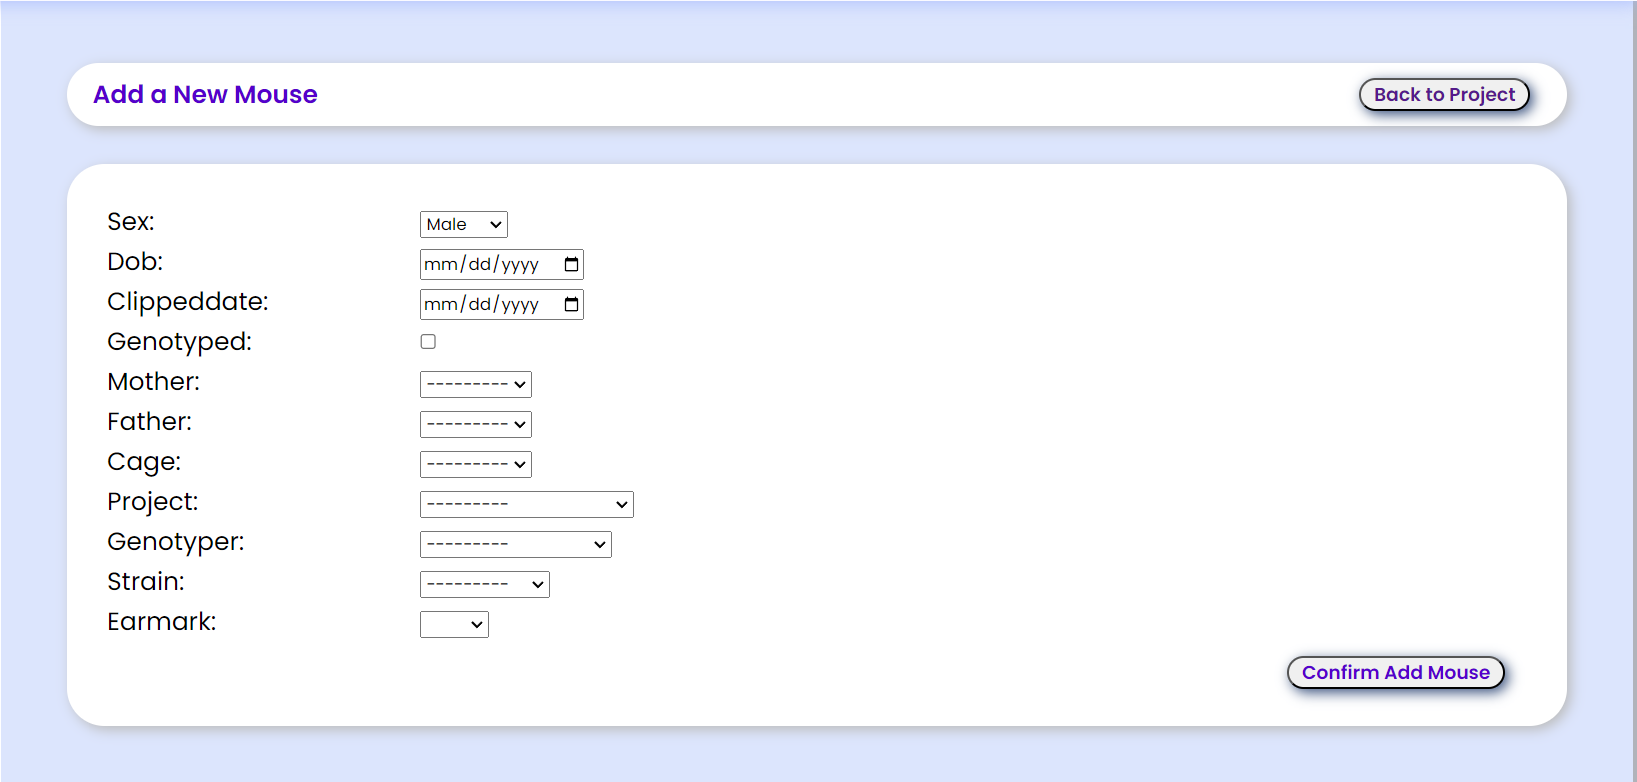 Add a New Mouse
Back to Project
Sex: Male
Dob: mm/dd/yyyy
Clippeddate: mm/dd/yyyy
Genotyped:
Mother: ---------
Father: ---------
Cage: ---------
Project: ---------
Genotyper: ---------
Strain: ---------
Earmark:
Confirm Add Mouse